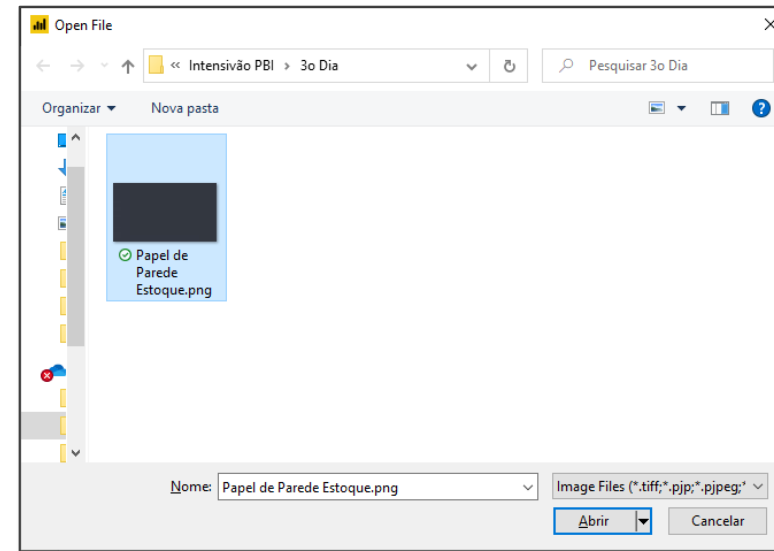 Open File
« Intensivão PBI › 3o Dia
Pesquisar 3o Dia
Organizar
Nova pasta
Papel de
Parede
Estoque.png
Nome:
Papel de Parede Estoque.png
Image Files (*.tiff;*.pjp;*.pjpeg;*
Abrir
Cancelar